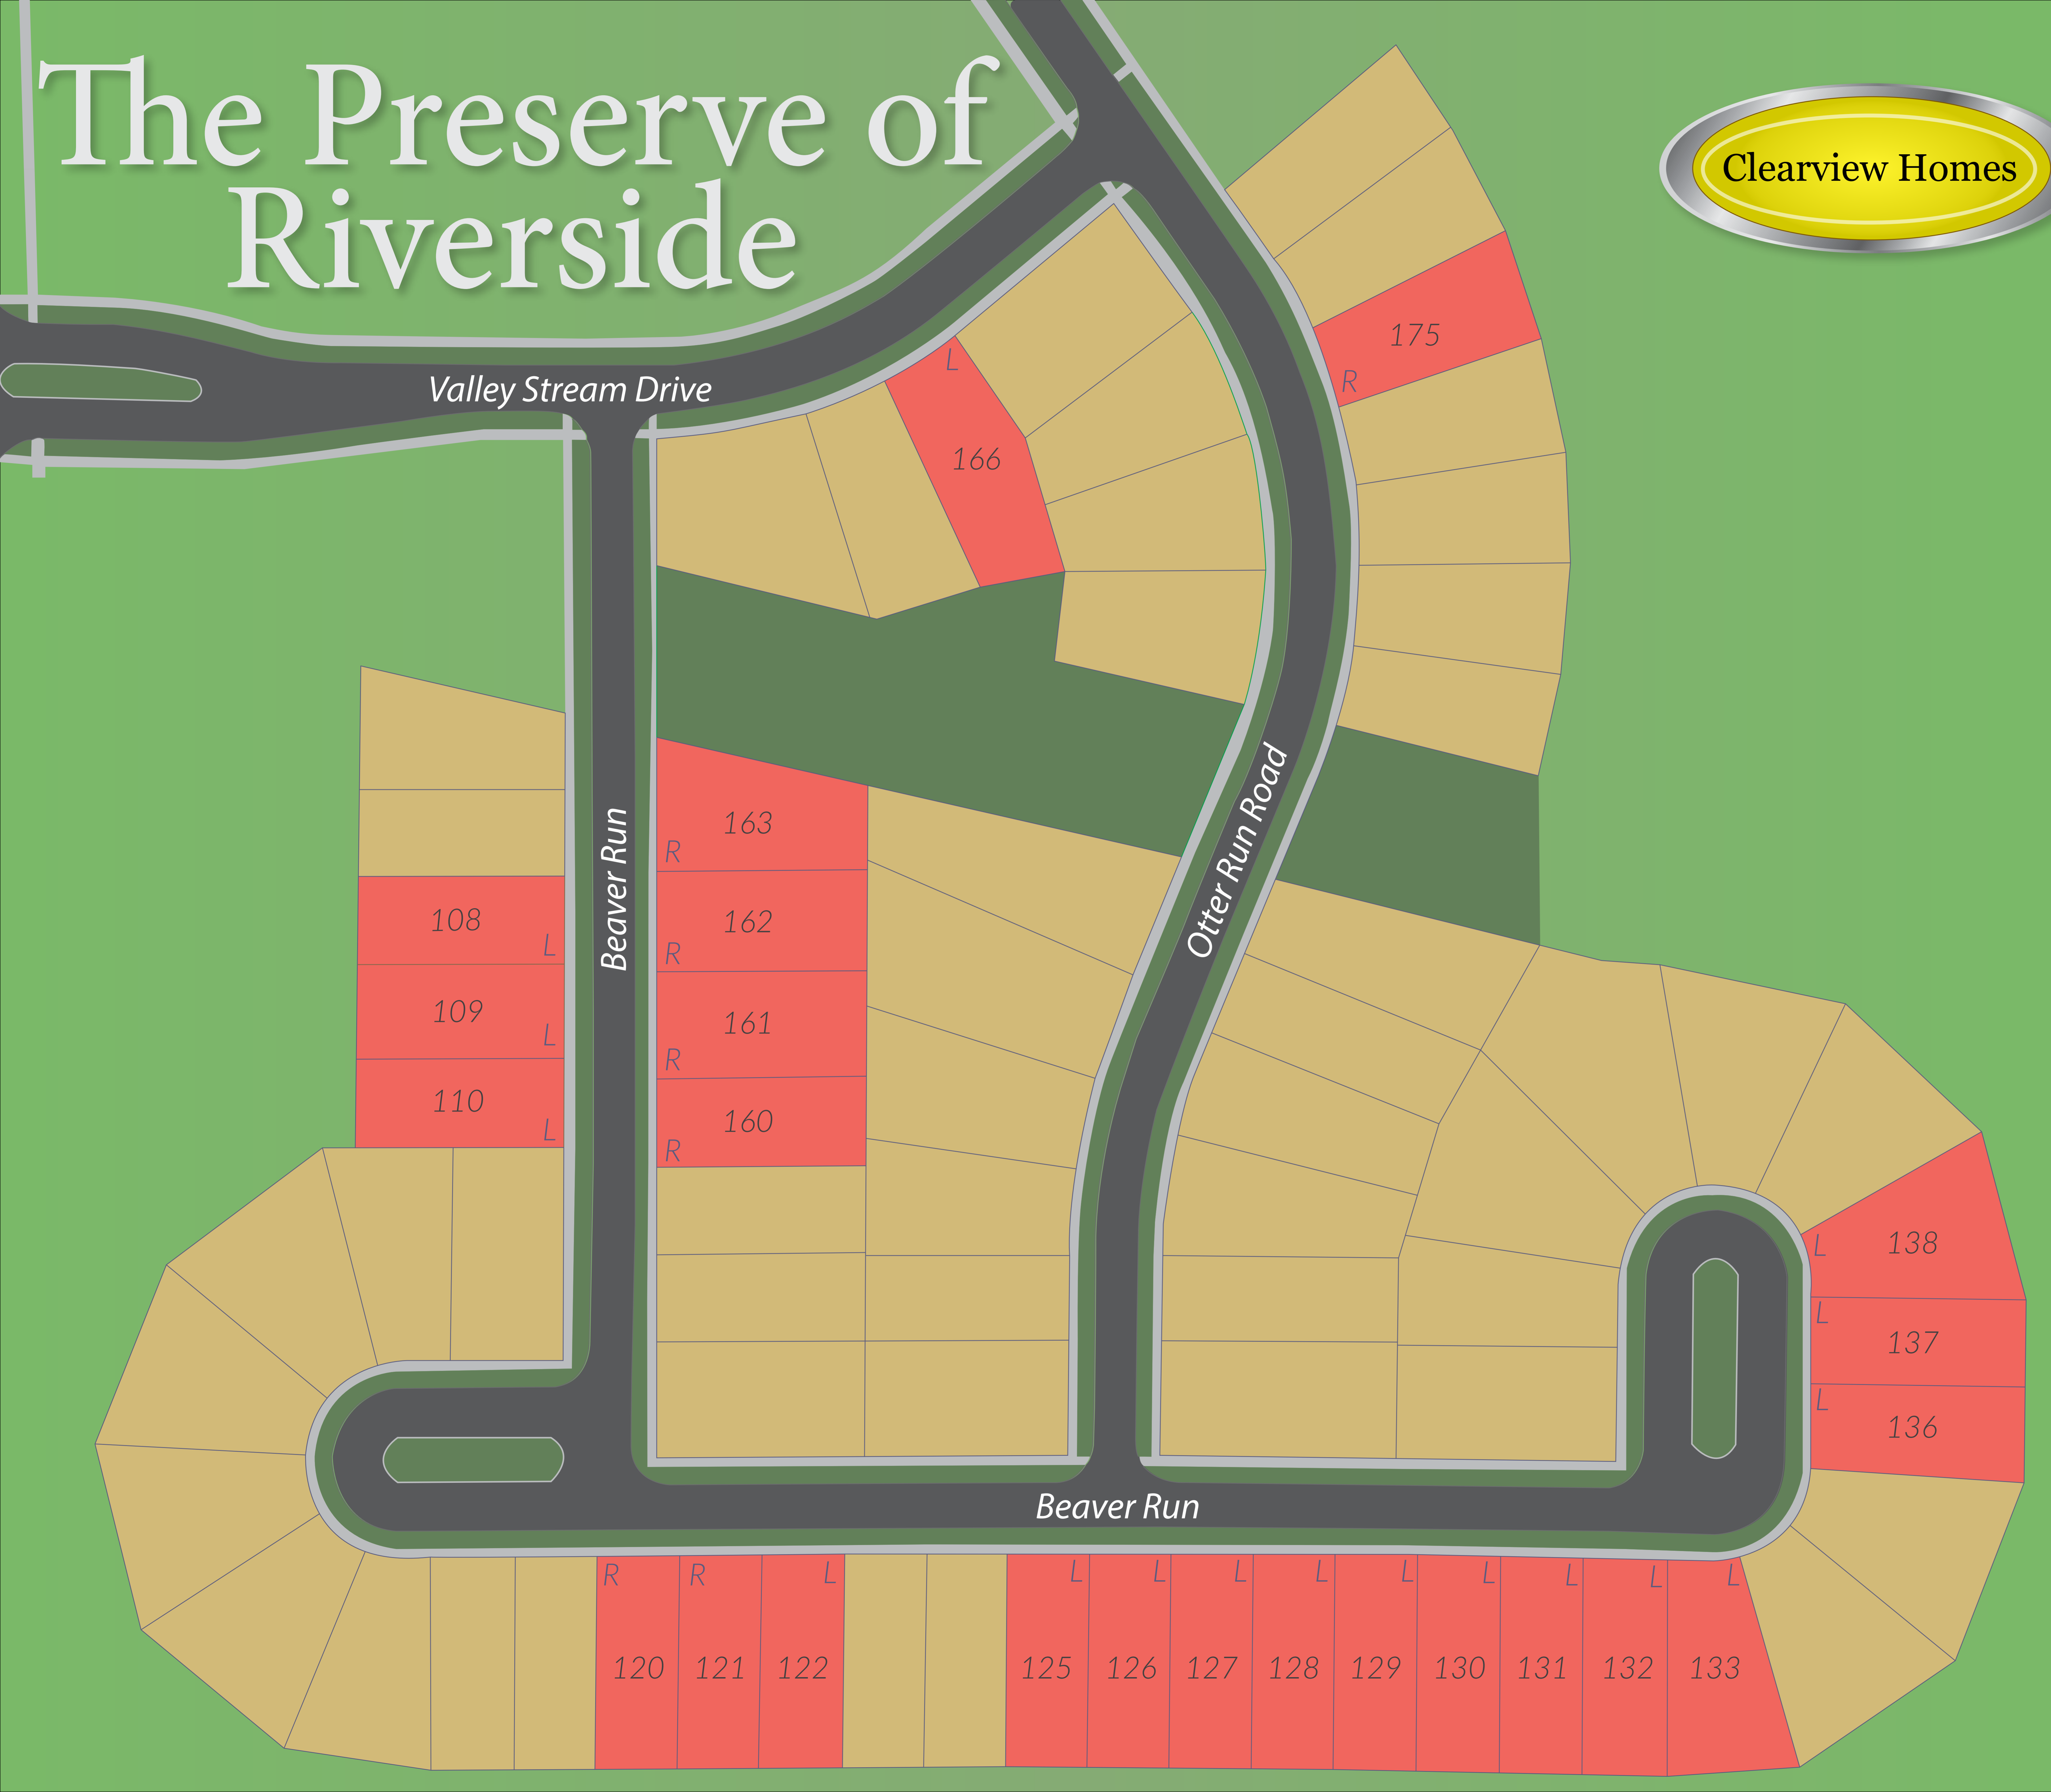 The Preserve of
Riverside
Clearview Homes
Valley Stream Drive
L
166
175
R
Beaver Run
Otter Run Road
163
R
108
L
162
R
109
L
161
R
110
L
160
R
L
138
L
137
L
136
Beaver Run
R
R
L
L
L
L
L
L
L
L
L
L
120
121
122
125
126
127
128
129
130
131
132
133